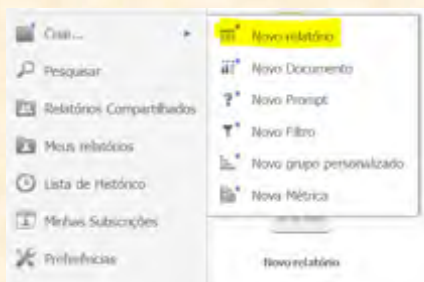 Criar...
Pesquisar
Relatórios Compartilhados
Meus relatórios
Lista de Histórico
Minhas Subscrições
Preferências
Novo relatório
Novo Documento
Novo Prompt
Novo Filtro
Novo grupo personalizado
Nova Métrica
Novo relatório